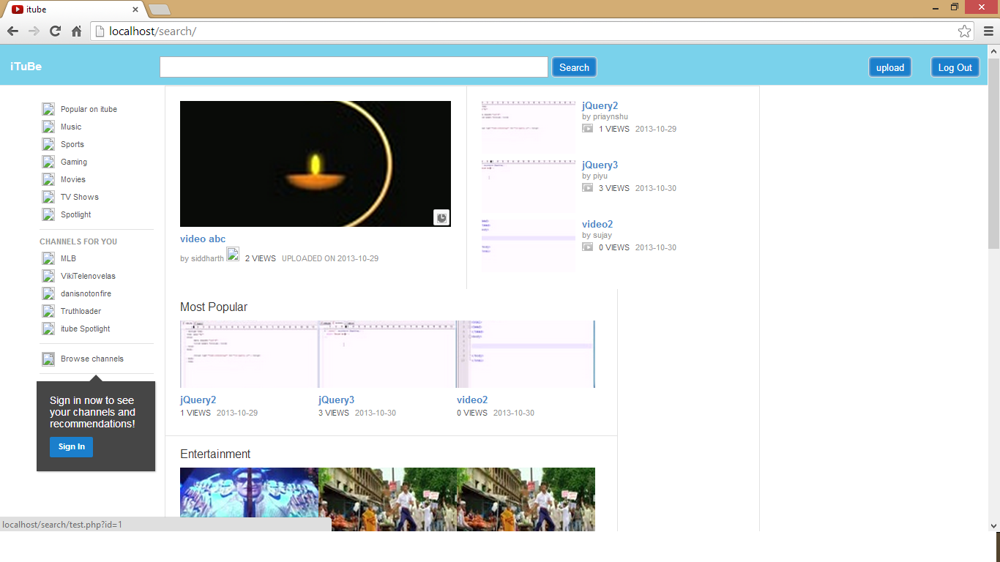 itube
localhost/search/
iTuBe
Search
upload
Log Out
Popular on itube
Music
Sports
Gaming
Movies
TV Shows
Spotlight
CHANNELS FOR YOU
MLB
VikiTelenovelas
danisnotonfire
Truthloader
itube Spotlight
Browse channels
Sign in now to see
your channels and
recommendations!
Sign In
video abc
by siddharth 2 VIEWS UPLOADED ON 2013-10-29
jQuery2
by priaynshu
1 VIEWS 2013-10-29
jQuery3
by piyu
3 VIEWS 2013-10-30
video2
by sujay
0 VIEWS 2013-10-30
Most Popular
jQuery2
1 VIEWS 2013-10-29
jQuery3
3 VIEWS 2013-10-30
video2
0 VIEWS 2013-10-30
Entertainment
localhost/search/test.php?id=1